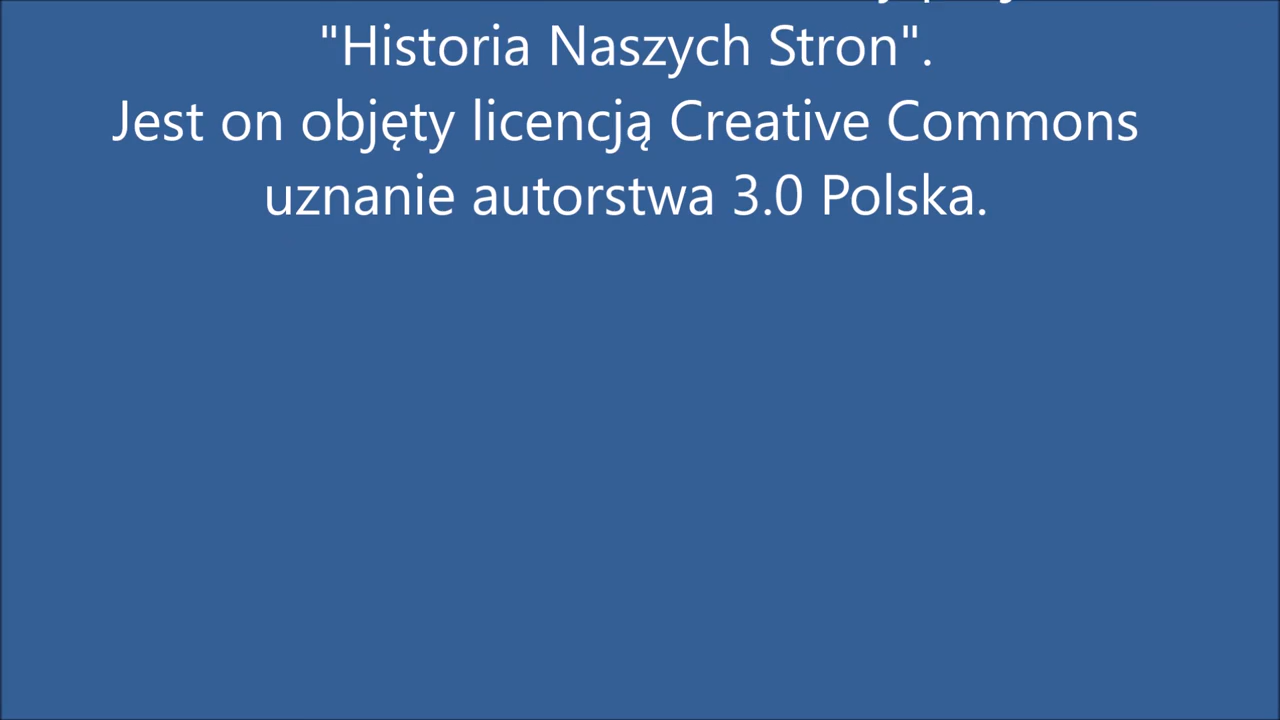 "Historia Naszych Stron".
Jest on objęty licencją Creative Commons
uznanie autorstwa 3.0 Polska.